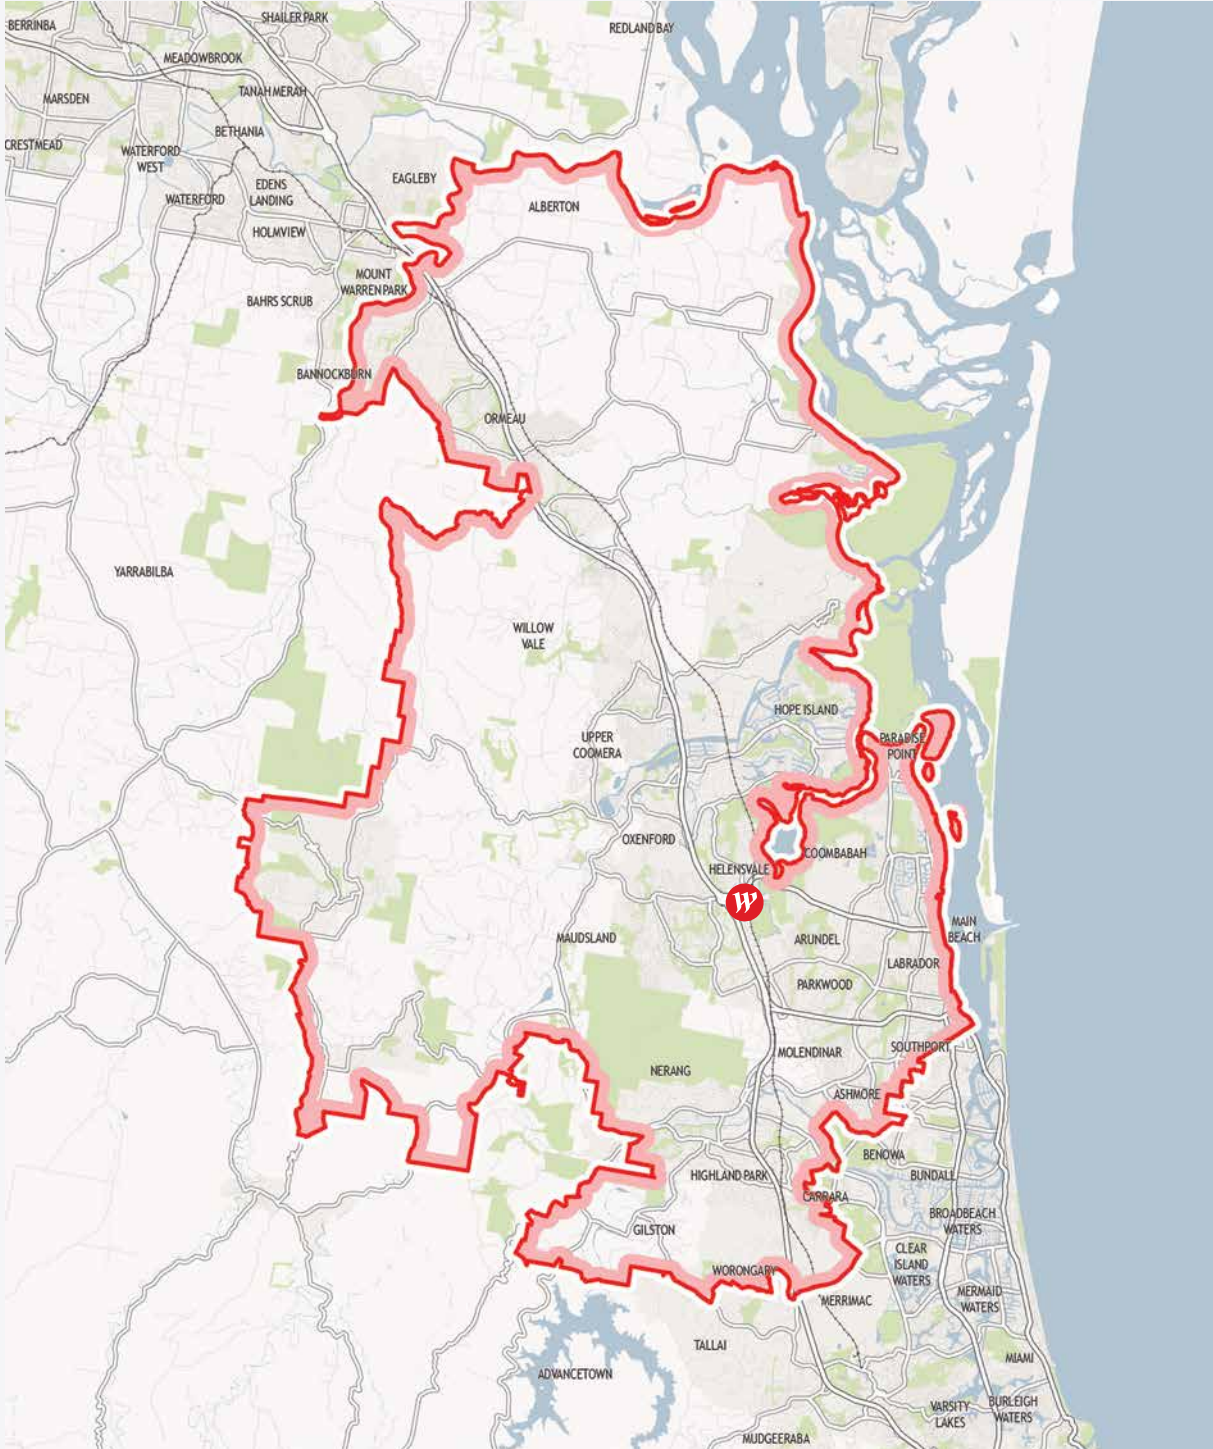 BERRINBA
SHAILER PARK
REDLAND BAY
MEADOWBROOK
MARSDEN
TANAH MERAH
BETHANIA
CRESTMEAD
WATERFORD
WEST
EDENS
LANDING
EAGLEBY
WATERFORD
ALBERTON
HOLMVIEW
MOUNT
WARREN PARK
BAHRS SCRUB
BANNOCKBURN
ORMEAU
YARRABILBA
WILLOW
VALE
HOPE ISLAND
UPPER
COOMERA
PARADISE
POINT
OXENFORD
COOMBABAH
HELENSVALE
W
MAUDSLAND
ARUNDEL
MAIN
BEACH
LABRADOR
PARKWOOD
MOLENDINAR
SOUTHPORT
NERANG
ASHMORE
BENOWA
HIGHLAND PARK
BUNDALL
CARRARA
BROADBEACH
WATERS
GILSTON
CLEAR
ISLAND
WATERS
WORONGARY
MERRIMAC
MERMAID
WATERS
TALLAI
MIAMI
ADVANCETOWN
VARSITY
LAKES
BURLEIGH
WATERS
MUDGEERABA